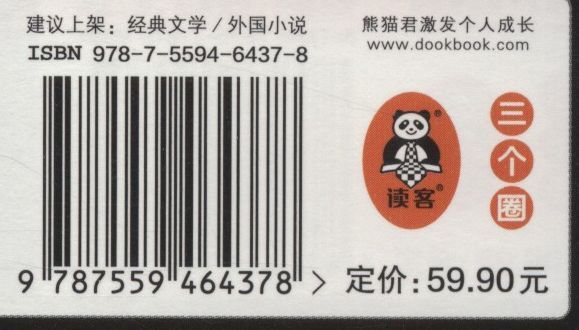 建议上架：经典文学/外国小说
ISBN 978-7-5594-6437-8
9 787559 464378 >
定价：59.90元
熊猫君激发个人成长
www.dookbook.com
读客®
三个圈